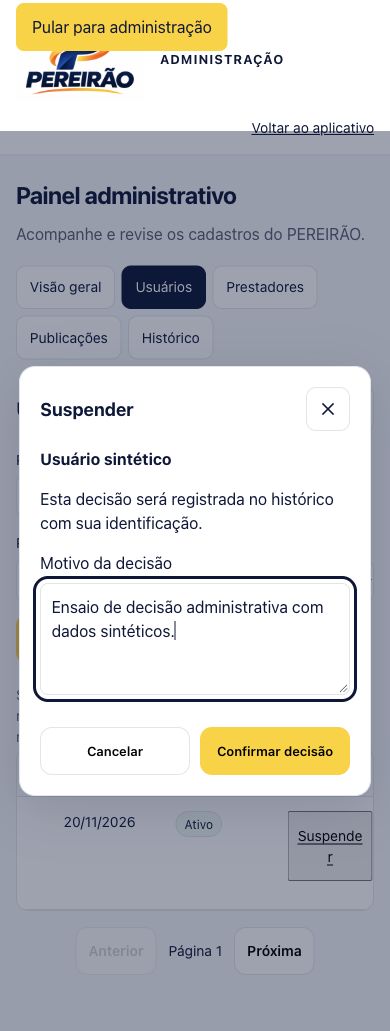 Pular para administração
PEREIRÃO
ADMINISTRAÇÃO
Voltar ao aplicativo
Painel administrativo
Acompanhe e revise os cadastros do PEREIRÃO.
Visão geral
Usuários
Prestadores
Publicações
Histórico
Suspender
Usuário sintético
Esta decisão será registrada no histórico
com sua identificação.
Motivo da decisão
Ensaio de decisão administrativa com
dados sintéticos.
Cancelar
Confirmar decisão
20/11/2026
Ativo
Suspende
r
Anterior
Página 1
Próxima